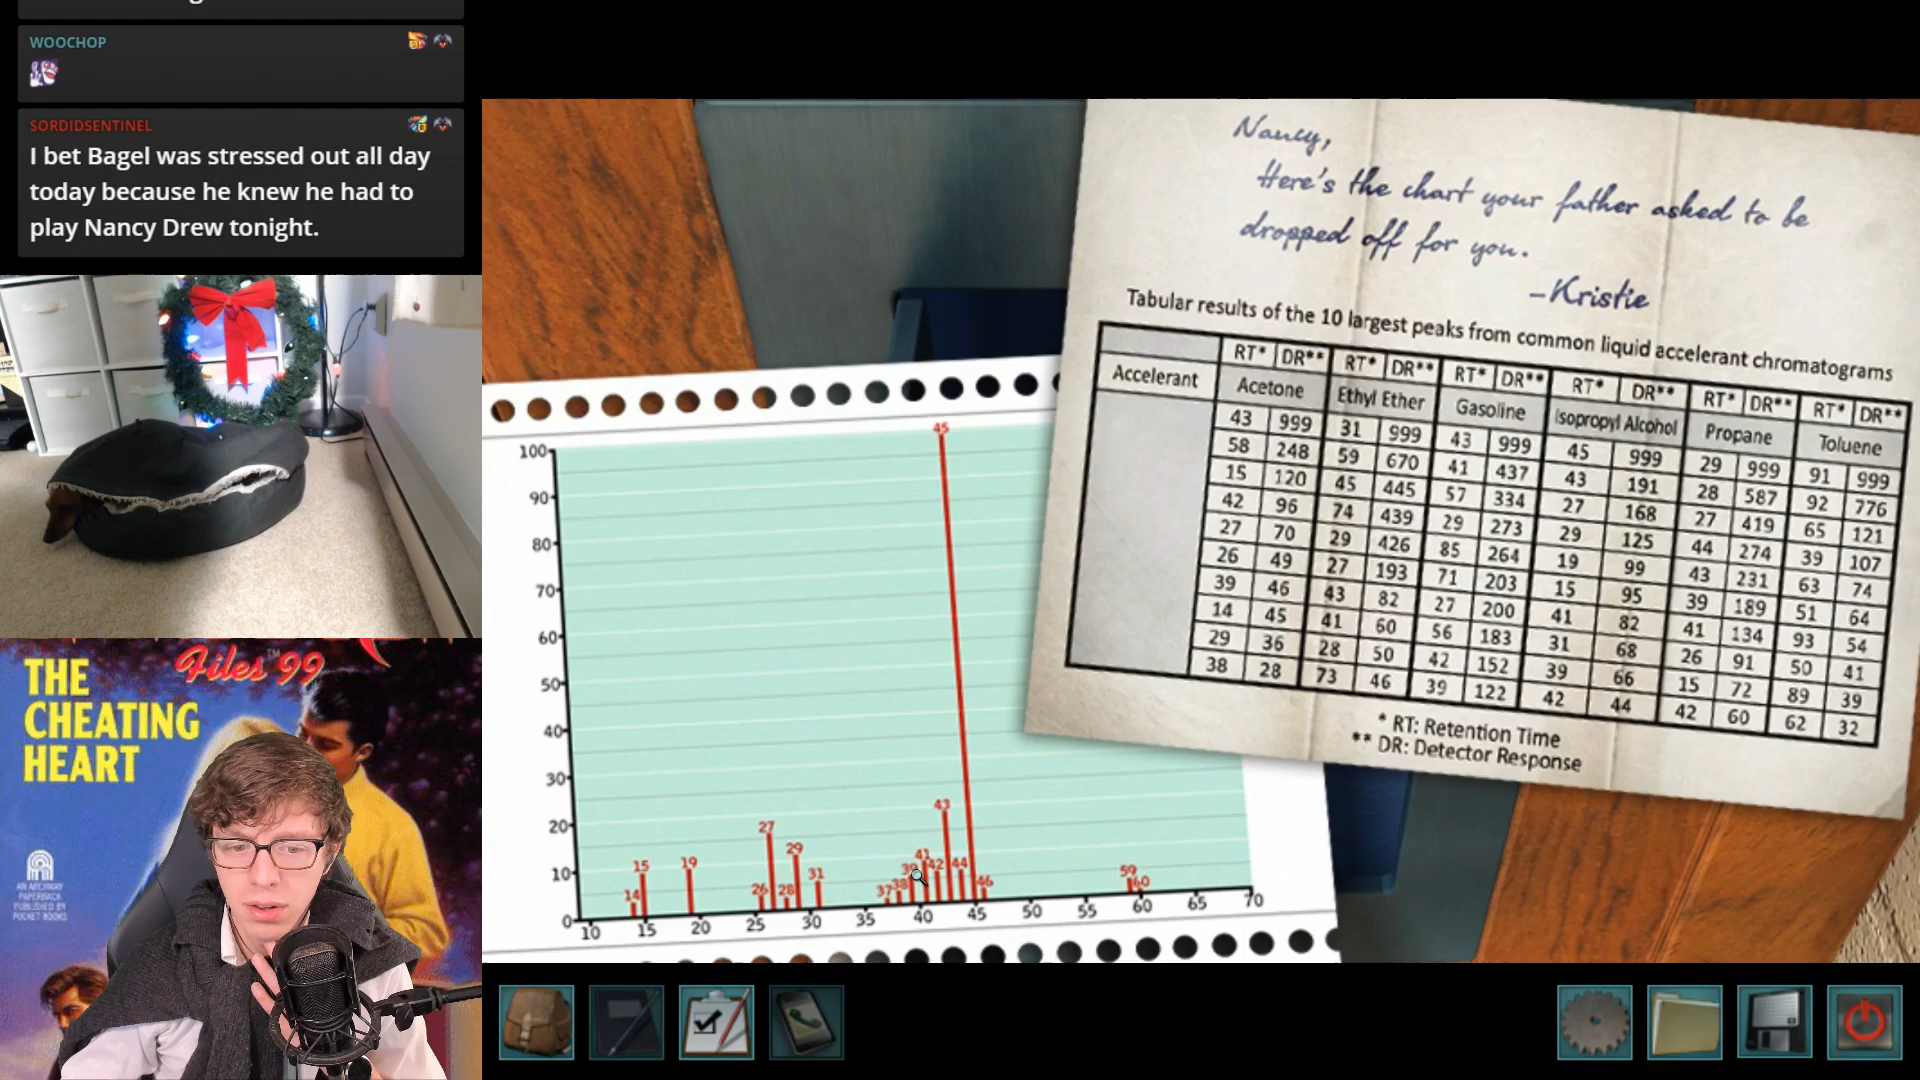 WOOCHOP
SORDIDSENTINEL
I bet Bagel was stressed out all day
today because he knew he had to
play Nancy Drew tonight.
Files 99
THE
CHEATING
HEART
AN ARCHWAY
PAPERBACK
PUBLISHED BY
POCKET BOOKS
Nancy,
Here's the chart your father asked to be
dropped off for you.
-Kristie
Tabular results of the 10 largest peaks from common liquid accelerant chromatograms
RT* DR** RT* DR** RT* DR** RT* DR** RT* DR** RT* DR**
Accelerant Acetone Ethyl Ether Gasoline Isopropyl Alcohol Propane Toluene
43 999 31 999 43 999 45 999 29 999 91 999
58 248 59 670 41 437 43 191 28 587 92 776
15 120 45 445 57 334 27 168 27 419 65 121
42 96 74 439 29 273 29 125 44 274 39 107
27 70 29 426 85 264 19 99 43 231 63 74
26 49 27 193 71 203 15 95 39 189 51 64
39 46 43 82 27 200 41 82 41 134 93 54
14 45 41 60 56 183 31 68 26 91 50 41
29 36 28 50 42 152 39 66 15 72 89 39
38 28 73 46 39 122 42 44 42 60 62 32
* RT: Retention Time
** DR: Detector Response
100
90
80
70
60
50
40
30
20
10
0
45
43
27
29
15 19
41
39 42 44
31
59
14 26 28 37 38 46 60
10 15 20 25 30 35 40 45 50 55 60 65 70